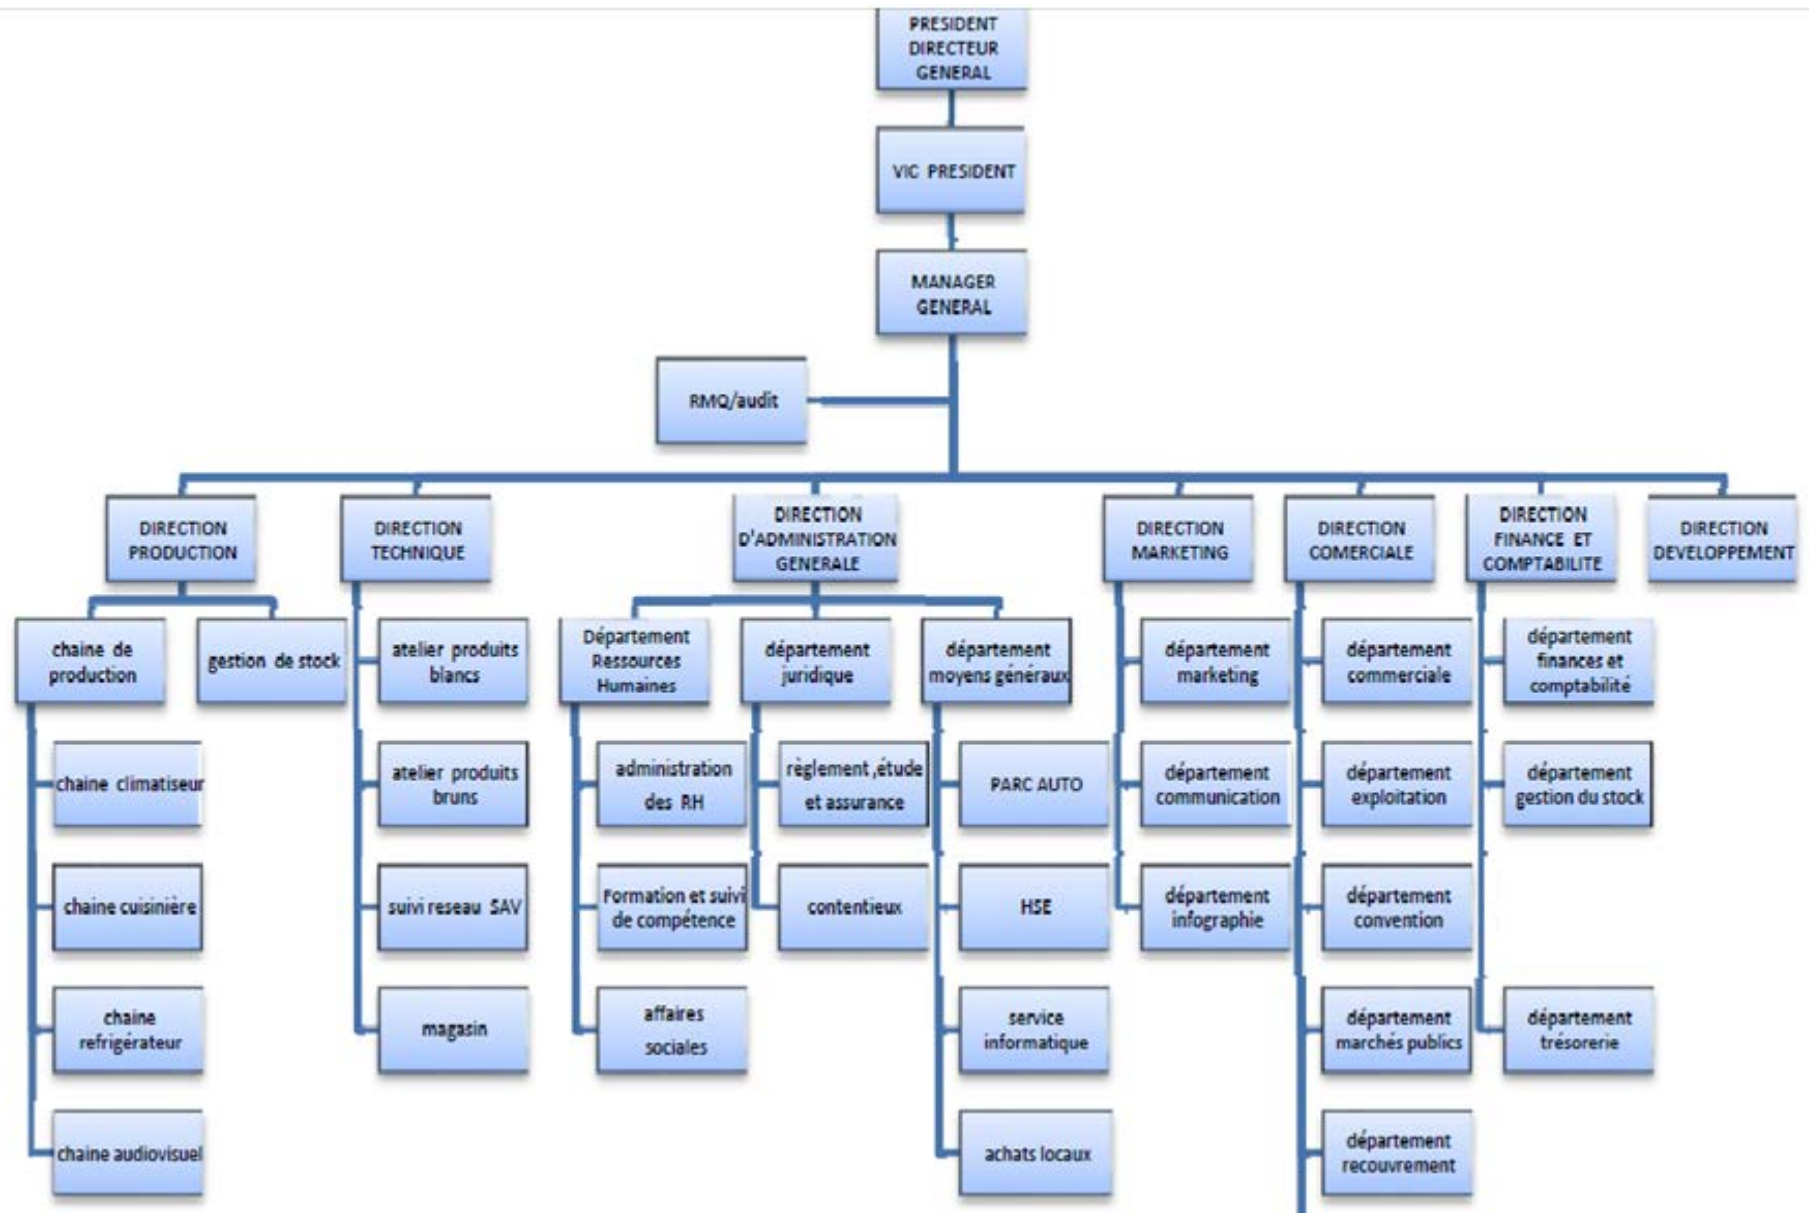 PRESIDENT
DIRECTEUR
GENERAL
VIC PRESIDENT
MANAGER
GENERAL
RMQ/audit
DIRECTION
PRODUCTION
DIRECTION
TECHNIQUE
DIRECTION
D'ADMINISTRATION
GENERALE
DIRECTION
MARKETING
DIRECTION
COMERCIALE
DIRECTION
FINANCE ET
COMPTABILITE
DIRECTION
DEVELOPPEMENT
chaine de
production
gestion de stock
atelier produits
blancs
Département
Ressources
Humaines
département
juridique
département
moyens généraux
département
marketing
département
commerciale
département
finances et
comptabilité
chaine climatiseur
atelier produits
bruns
administration
des RH
règlement ,étude
et assurance
PARC AUTO
département
communication
département
exploitation
département
gestion du stock
chaine cuisinière
suivi reseau SAV
Formation et suivi
de compétence
contentieux
HSE
département
infographie
département
convention
chaine
refrigérateur
magasin
affaires
sociales
service
informatique
département
marchés publics
département
trésorerie
chaine audiovisuel
achats locaux
département
recouvrement